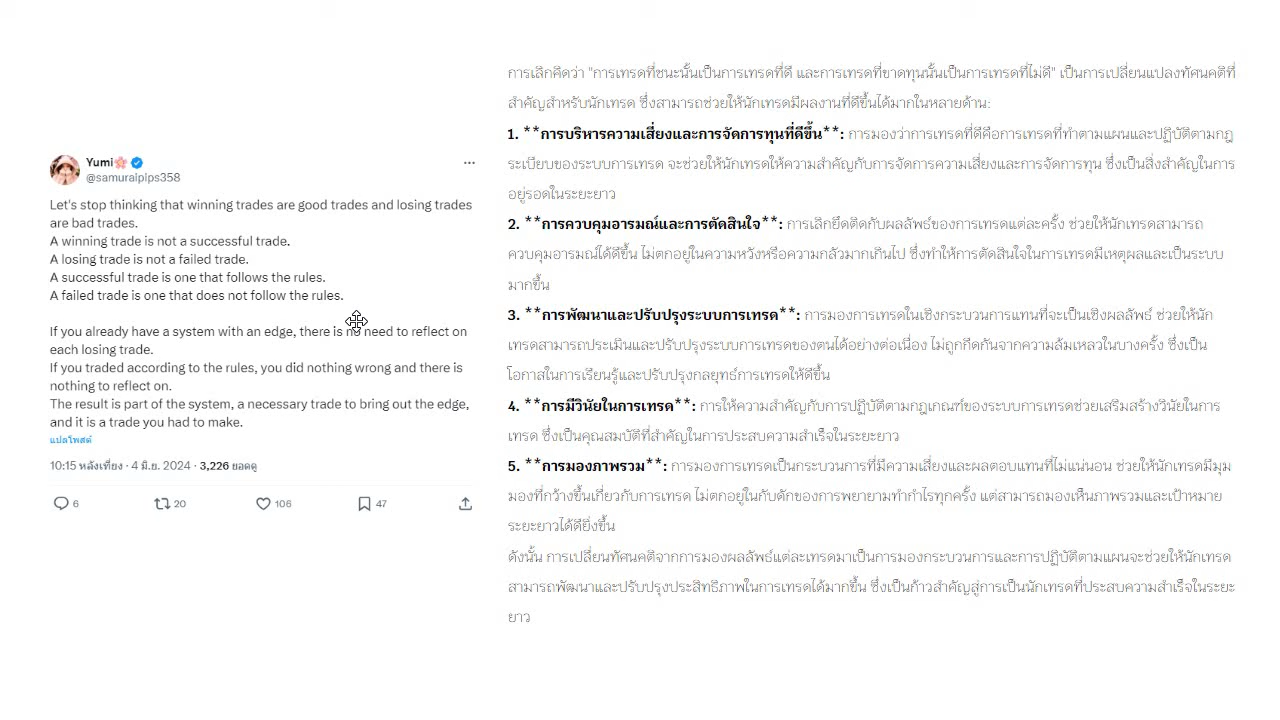 Yumi🌸
@samuraipips358
Let's stop thinking that winning trades are good trades and losing trades
are bad trades.
A winning trade is not a successful trade.
A losing trade is not a failed trade.
A successful trade is one that follows the rules.
A failed trade is one that does not follow the rules.
If you already have a system with an edge, there is no need to reflect on
each losing trade.
If you traded according to the rules, you did nothing wrong and there is
nothing to reflect on.
The result is part of the system, a necessary trade to bring out the edge,
and it is a trade you had to make.
แปลโพสต์
10:15 หลังเที่ยง · 4 มิ.ย. 2024 · 3,226 ยอดดู
6 20 106 47
การเลิกคิดว่า "การเทรดที่ชนะนั้นเป็นการเทรดที่ดี และการเทรดที่ขาดทุนนั้นเป็นการเทรดที่ไม่ดี" เป็นการเปลี่ยนแปลงทัศนคติที่
สำคัญสำหรับนักเทรด ซึ่งสามารถช่วยให้นักเทรดมีผลงานที่ดีขึ้นได้มากในหลายด้าน:
1. **การบริหารความเสี่ยงและการจัดการทุนที่ดีขึ้น**: การมองว่าการเทรดที่ดีคือการเทรดที่ทำตามแผนและปฏิบัติตามกฎ
ระเบียบของระบบการเทรด จะช่วยให้นักเทรดให้ความสำคัญกับการจัดการความเสี่ยงและการจัดการทุน ซึ่งเป็นสิ่งสำคัญในการ
อยู่รอดในระยะยาว
2. **การควบคุมอารมณ์และการตัดสินใจ**: การเลิกยึดติดกับผลลัพธ์ของการเทรดแต่ละครั้ง ช่วยให้นักเทรดสามารถ
ควบคุมอารมณ์ได้ดีขึ้น ไม่ตกอยู่ในความหวังหรือความกลัวมากเกินไป ซึ่งทำให้การตัดสินใจในการเทรดมีเหตุผลและเป็นระบบ
มากขึ้น
3. **การพัฒนาและปรับปรุงระบบการเทรด**: การมองการเทรดในเชิงกระบวนการแทนที่จะเป็นเชิงผลลัพธ์ ช่วยให้นัก
เทรดสามารถประเมินและปรับปรุงระบบการเทรดของตนได้อย่างต่อเนื่อง ไม่ถูกกีดกันจากความล้มเหลวในบางครั้ง ซึ่งเป็น
โอกาสในการเรียนรู้และปรับปรุงกลยุทธ์การเทรดให้ดีขึ้น
4. **การมีวินัยในการเทรด**: การให้ความสำคัญกับการปฏิบัติตามกฎเกณฑ์ของระบบการเทรดช่วยเสริมสร้างวินัยในการ
เทรด ซึ่งเป็นคุณสมบัติที่สำคัญในการประสบความสำเร็จในระยะยาว
5. **การมองภาพรวม**: การมองการเทรดเป็นกระบวนการที่มีความเสี่ยงและผลตอบแทนที่ไม่แน่นอน ช่วยให้นักเทรดมีมุม
มองที่กว้างขึ้นเกี่ยวกับการเทรด ไม่ตกอยู่ในกับดักของการพยายามทำกำไรทุกครั้ง แต่สามารถมองเห็นภาพรวมและเป้าหมาย
ระยะยาวได้ดียิ่งขึ้น
ดังนั้น การเปลี่ยนทัศนคติจากการมองผลลัพธ์แต่ละเทรดมาเป็นการมองกระบวนการและการปฏิบัติตามแผนจะช่วยให้นักเทรด
สามารถพัฒนาและปรับปรุงประสิทธิภาพในการเทรดได้มากขึ้น ซึ่งเป็นก้าวสำคัญสู่การเป็นนักเทรดที่ประสบความสำเร็จในระยะ
ยาว